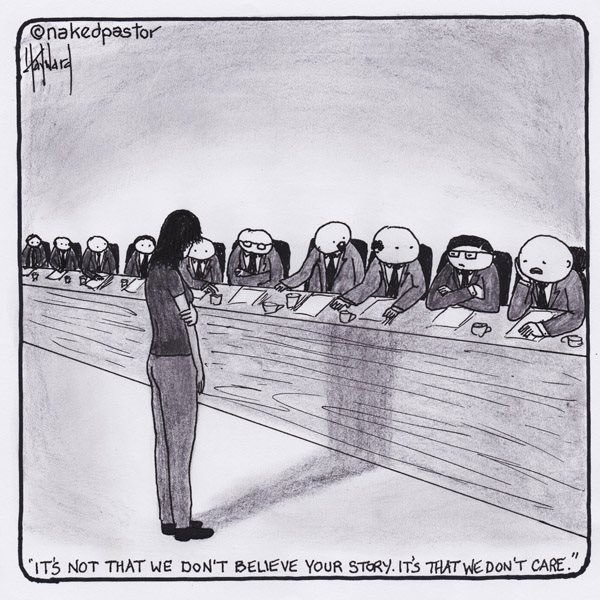 ©nakedpastor
Hayward
"IT'S NOT THAT WE DON'T BELIEVE YOUR STORY. IT'S THAT WE DON'T CARE."